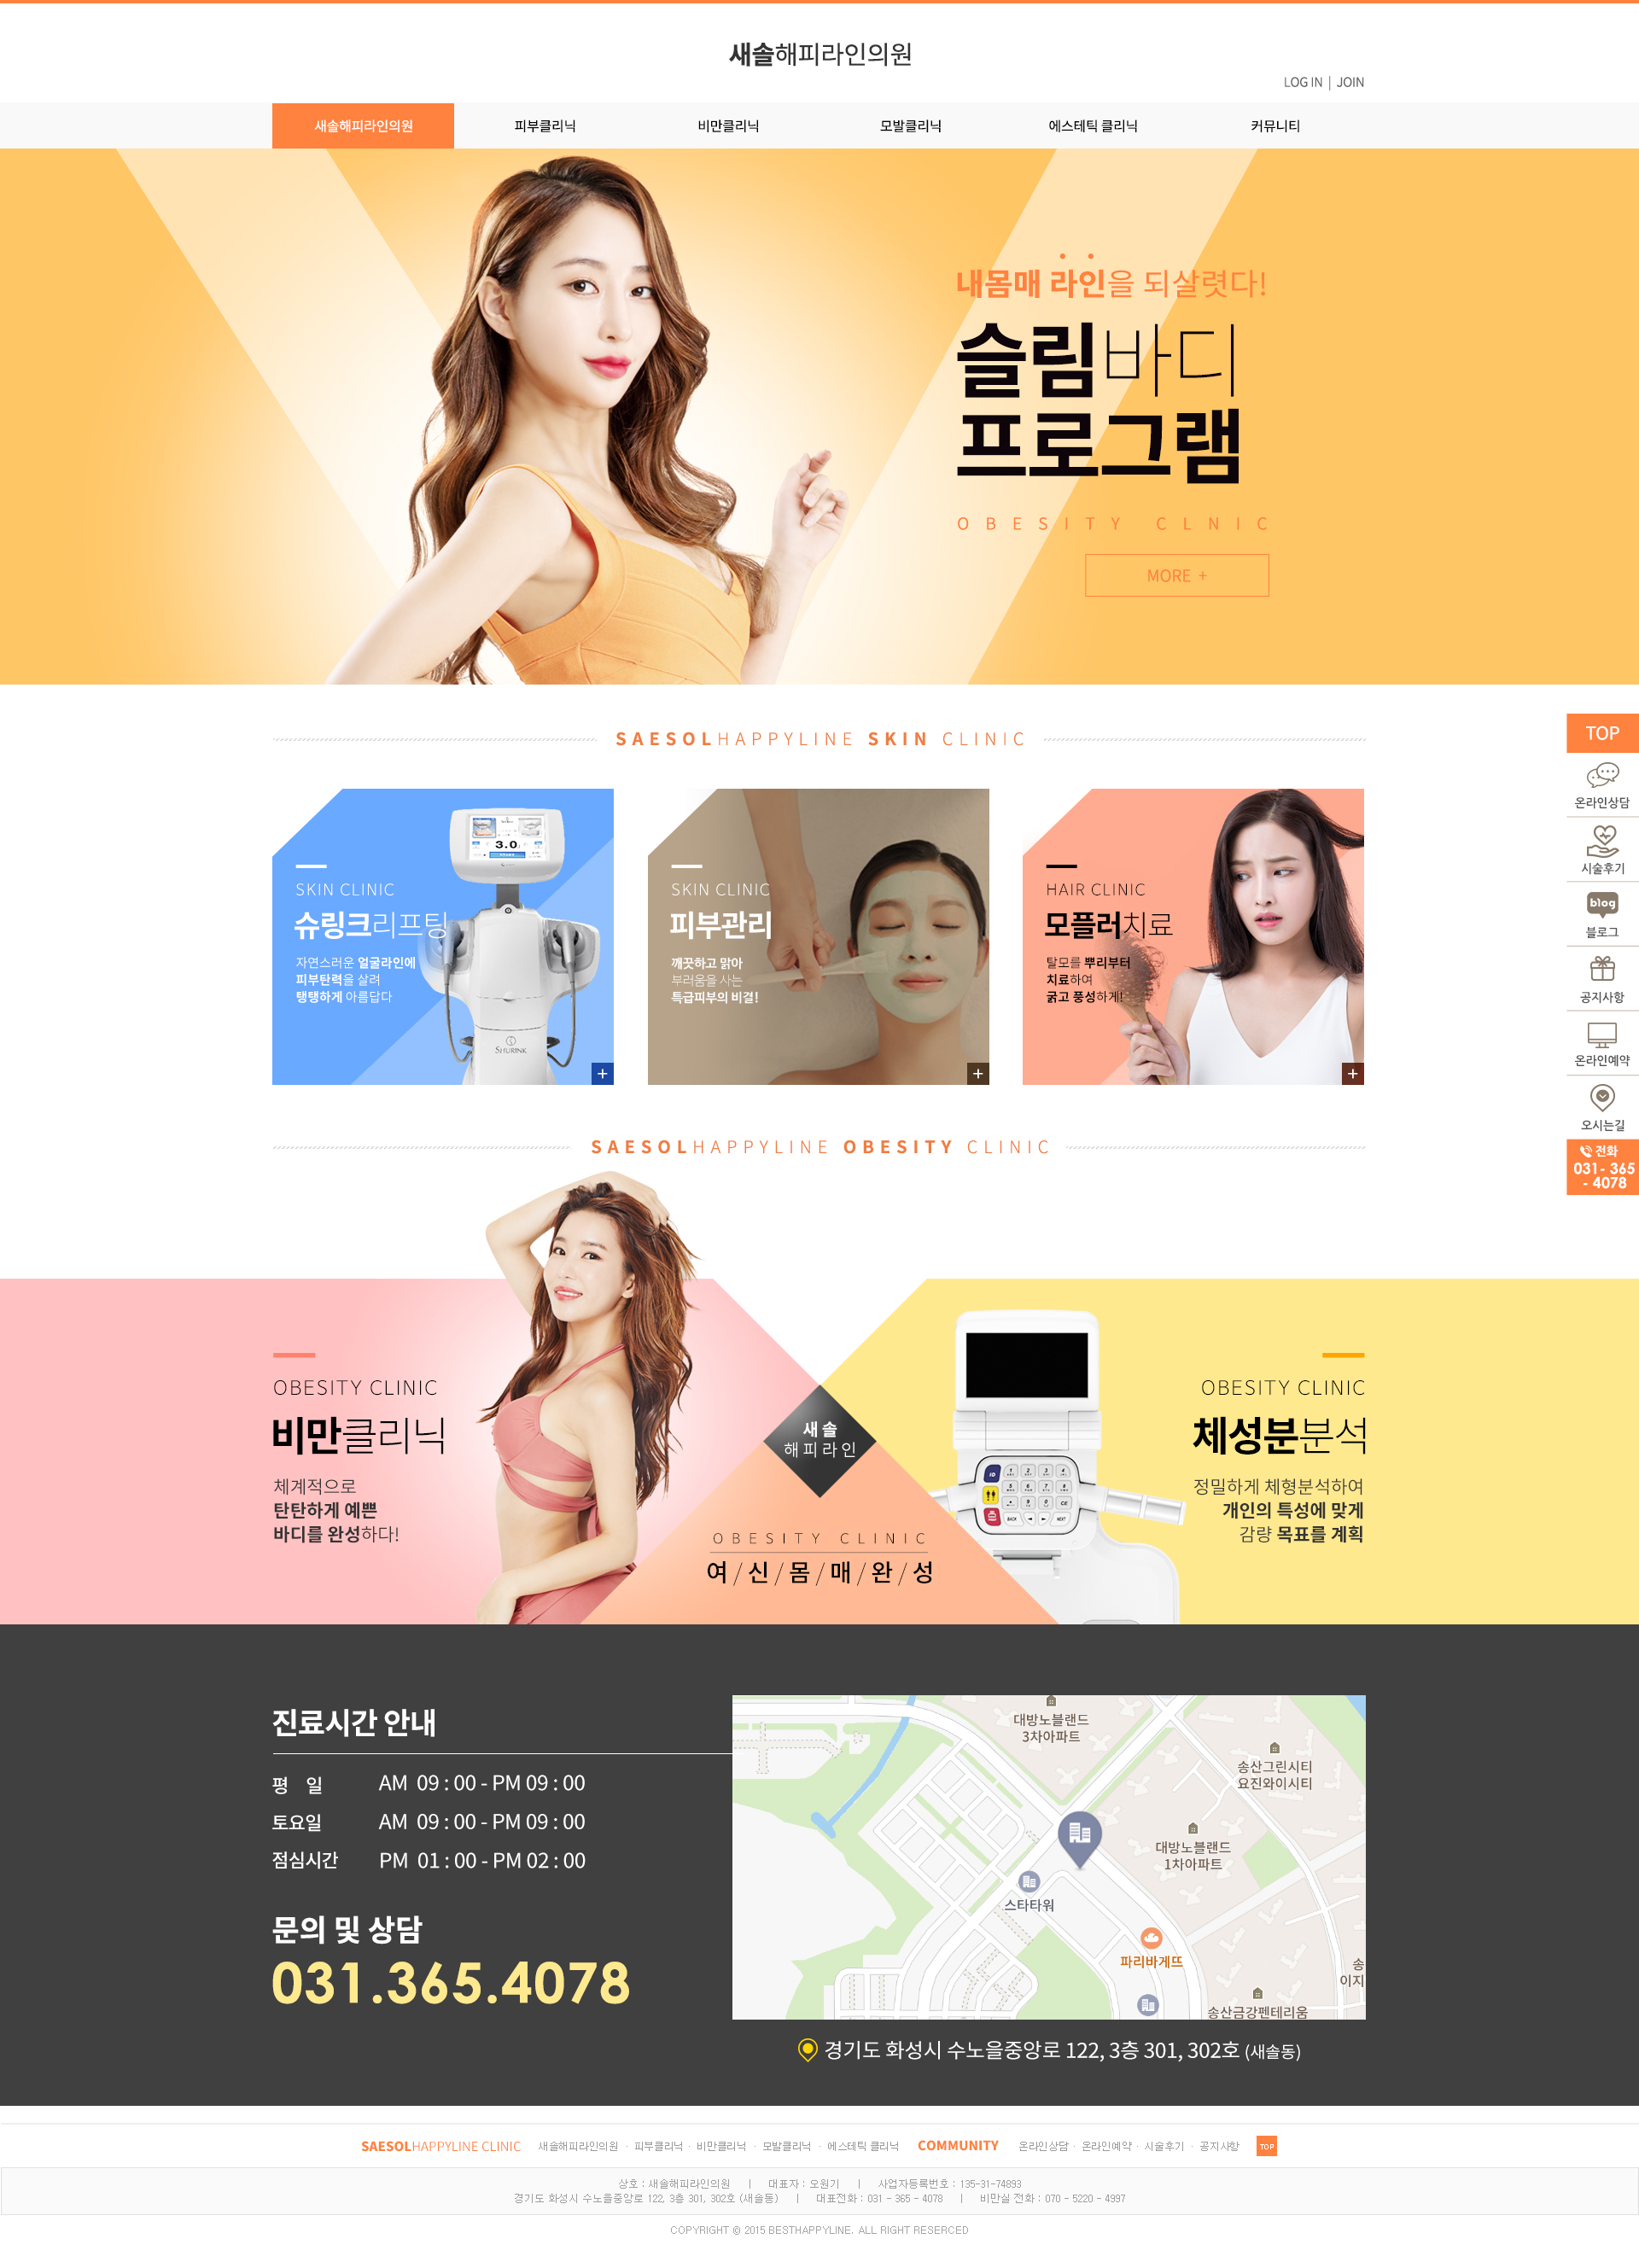 새솔해피라인의원
LOG IN | JOIN
새솔해피라인의원 피부클리닉 비만클리닉 모발클리닉 에스테틱 클리닉 커뮤니티
내몸매 라인을 되살렷다!
슬림바디
프로그램
OBESITY CLNIC
MORE +
SAESOLHAPPYLINE SKIN CLINIC
SKIN CLINIC
슈링크리프팅
자연스러운 얼굴라인에
피부탄력을 살려
탱탱하게 아름답다
3.0
SHURINK
+
SKIN CLINIC
피부관리
깨끗하고 맑아
부러움을 사는
특급피부의 비결!
+
HAIR CLINIC
모플러치료
탈모를 뿌리부터
치료하여
굵고 풍성하게!
+
TOP
온라인상담
시술후기
blog
블로그
공지사항
온라인예약
오시는길
전화
031- 365
- 4078
SAESOLHAPPYLINE OBESITY CLINIC
OBESITY CLINIC
비만클리닉
체계적으로
탄탄하게 예쁜
바디를 완성하다!
새솔
해피라인
OBESITY CLINIC
여/신/몸/매/완/성
OBESITY CLINIC
체성분분석
정밀하게 체형분석하여
개인의 특성에 맞게
감량 목표를 계획
진료시간 안내
평 일 AM 09 : 00 - PM 09 : 00
토요일 AM 09 : 00 - PM 09 : 00
점심시간 PM 01 : 00 - PM 02 : 00
문의 및 상담
031.365.4078
대방노블랜드
3차아파트
송산그린시티
요진와이시티
대방노블랜드
1차아파트
스타타워
파리바게뜨
송
이지
송산금강펜테리움
경기도 화성시 수노을중앙로 122, 3층 301, 302호 (새솔동)
SAESOLHAPPYLINE CLINIC 새솔해피라인의원 · 피부클리닉 · 비만클리닉 · 모발클리닉 · 에스테틱 클리닉 COMMUNITY 온라인상담 · 온라인예약 · 시술후기 · 공지사항 TOP
상호 : 새솔해피라인의원 | 대표자 : 오원기 | 사업자등록번호 : 135-31-74893
경기도 화성시 수노을중앙로 122, 3층 301, 302호 (새솔동) | 대표전화 : 031 - 365 - 4078 | 비만실 전화 : 070 - 5220 - 4997
COPYRIGHT @ 2015 BESTHAPPYLINE. ALL RIGHT RESERCED